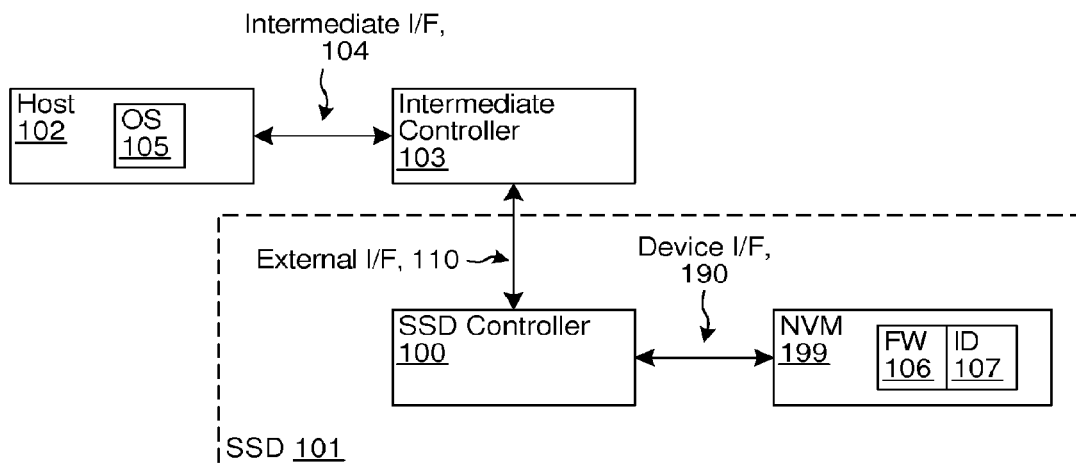 Intermediate I/F,
104
Host
102
OS
105
Intermediate
Controller
103
External I/F, 110
Device I/F,
190
SSD Controller
100
NVM
199
FW
106
ID
107
SSD 101